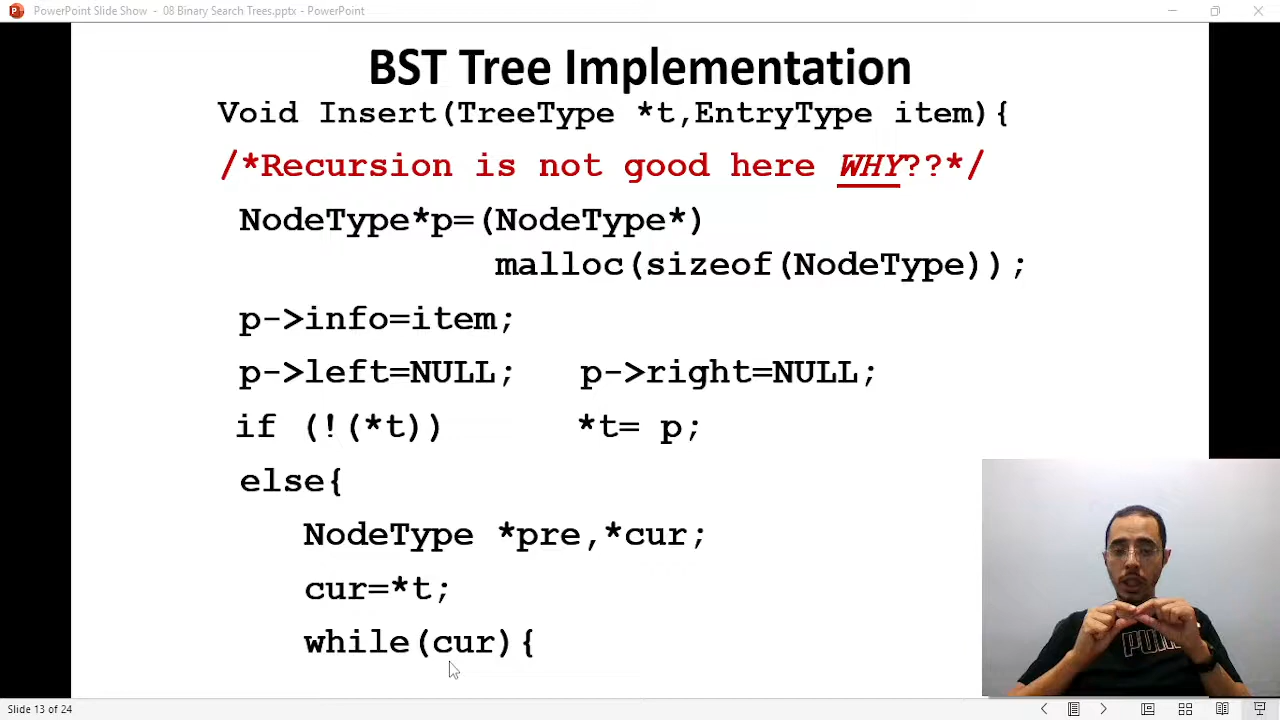 PowerPoint Slide Show - 08 Binary Search Trees.pptx - PowerPoint
BST Tree Implementation
Void Insert(TreeType *t,EntryType item){
/*Recursion is not good here WHY??*/
NodeType*p=(NodeType*)
malloc(sizeof(NodeType));
p->info=item;
p->left=NULL; p->right=NULL;
if (!(*t)) *t= p;
else{
NodeType *pre,*cur;
cur=*t;
while(cur){
PUMA
Slide 13 of 24